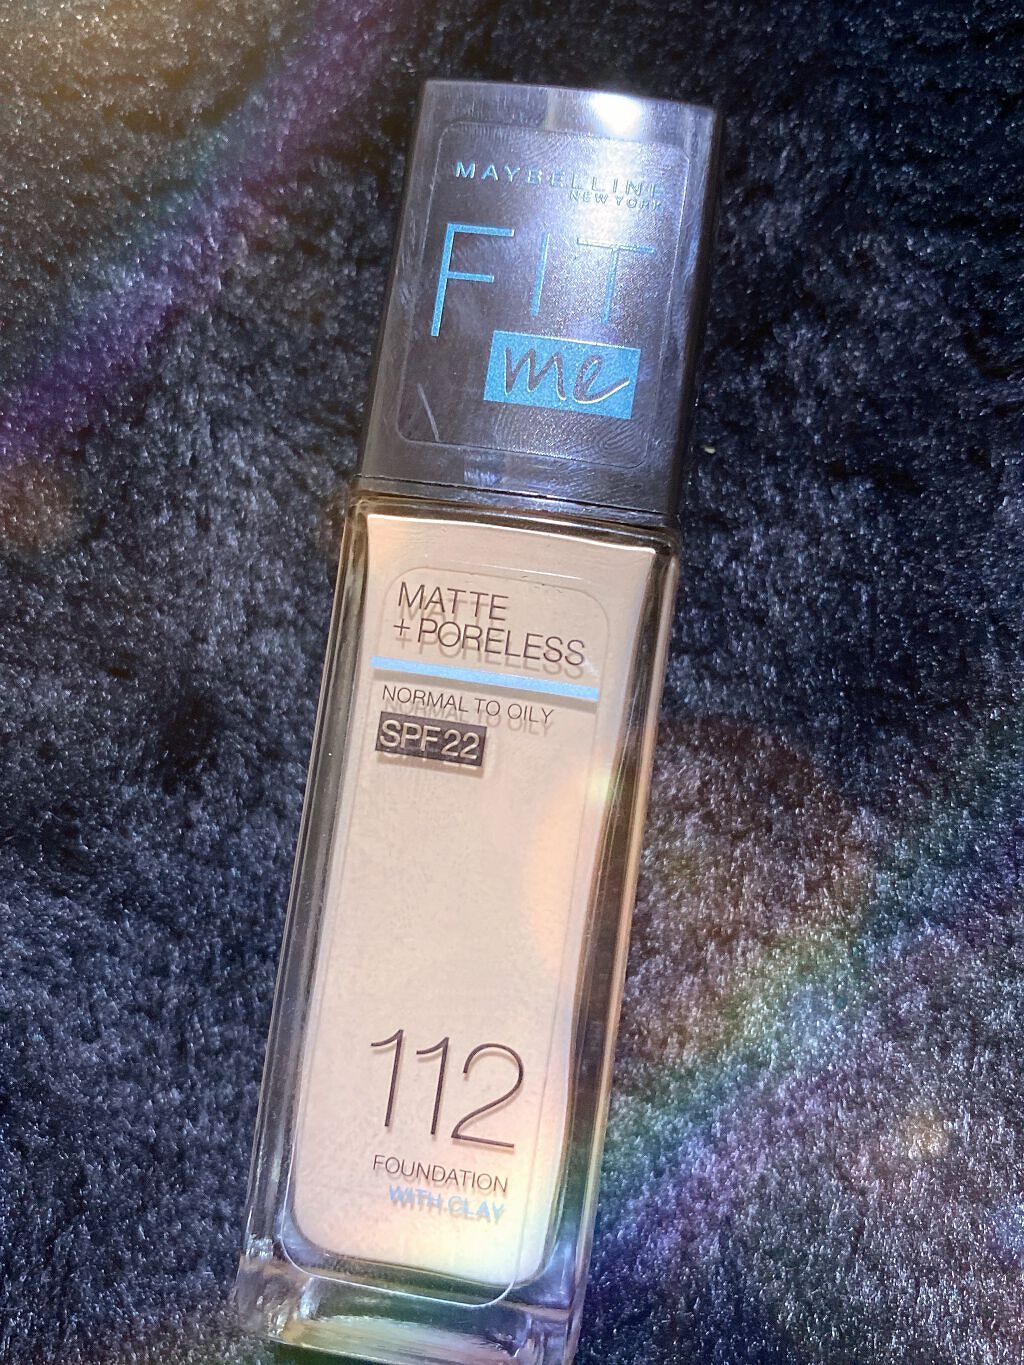 MAYBELLINE
NEW YORK
FIT
me
MATTE
+ PORELESS
NORMAL TO OILY
SPF22
112
FOUNDATION
WITH CLAY